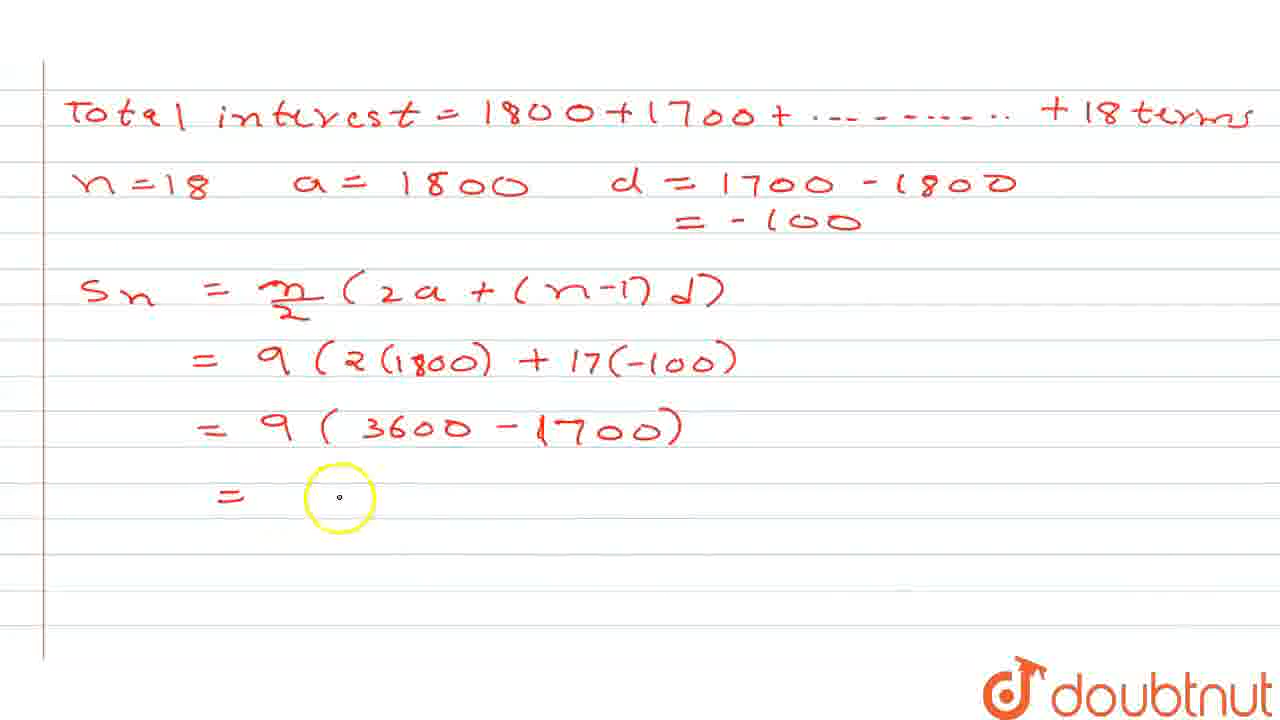 Total interest = 1800 + 1700 + ............ + 18 terms
n = 18 a = 1800 d = 1700 - 1800
= - 100
Sn = n/2 ( 2a + (n-1) d)
= 9 ( 2 (1800) + 17 (-100)
= 9 ( 3600 - 1700)
=
doubtnut